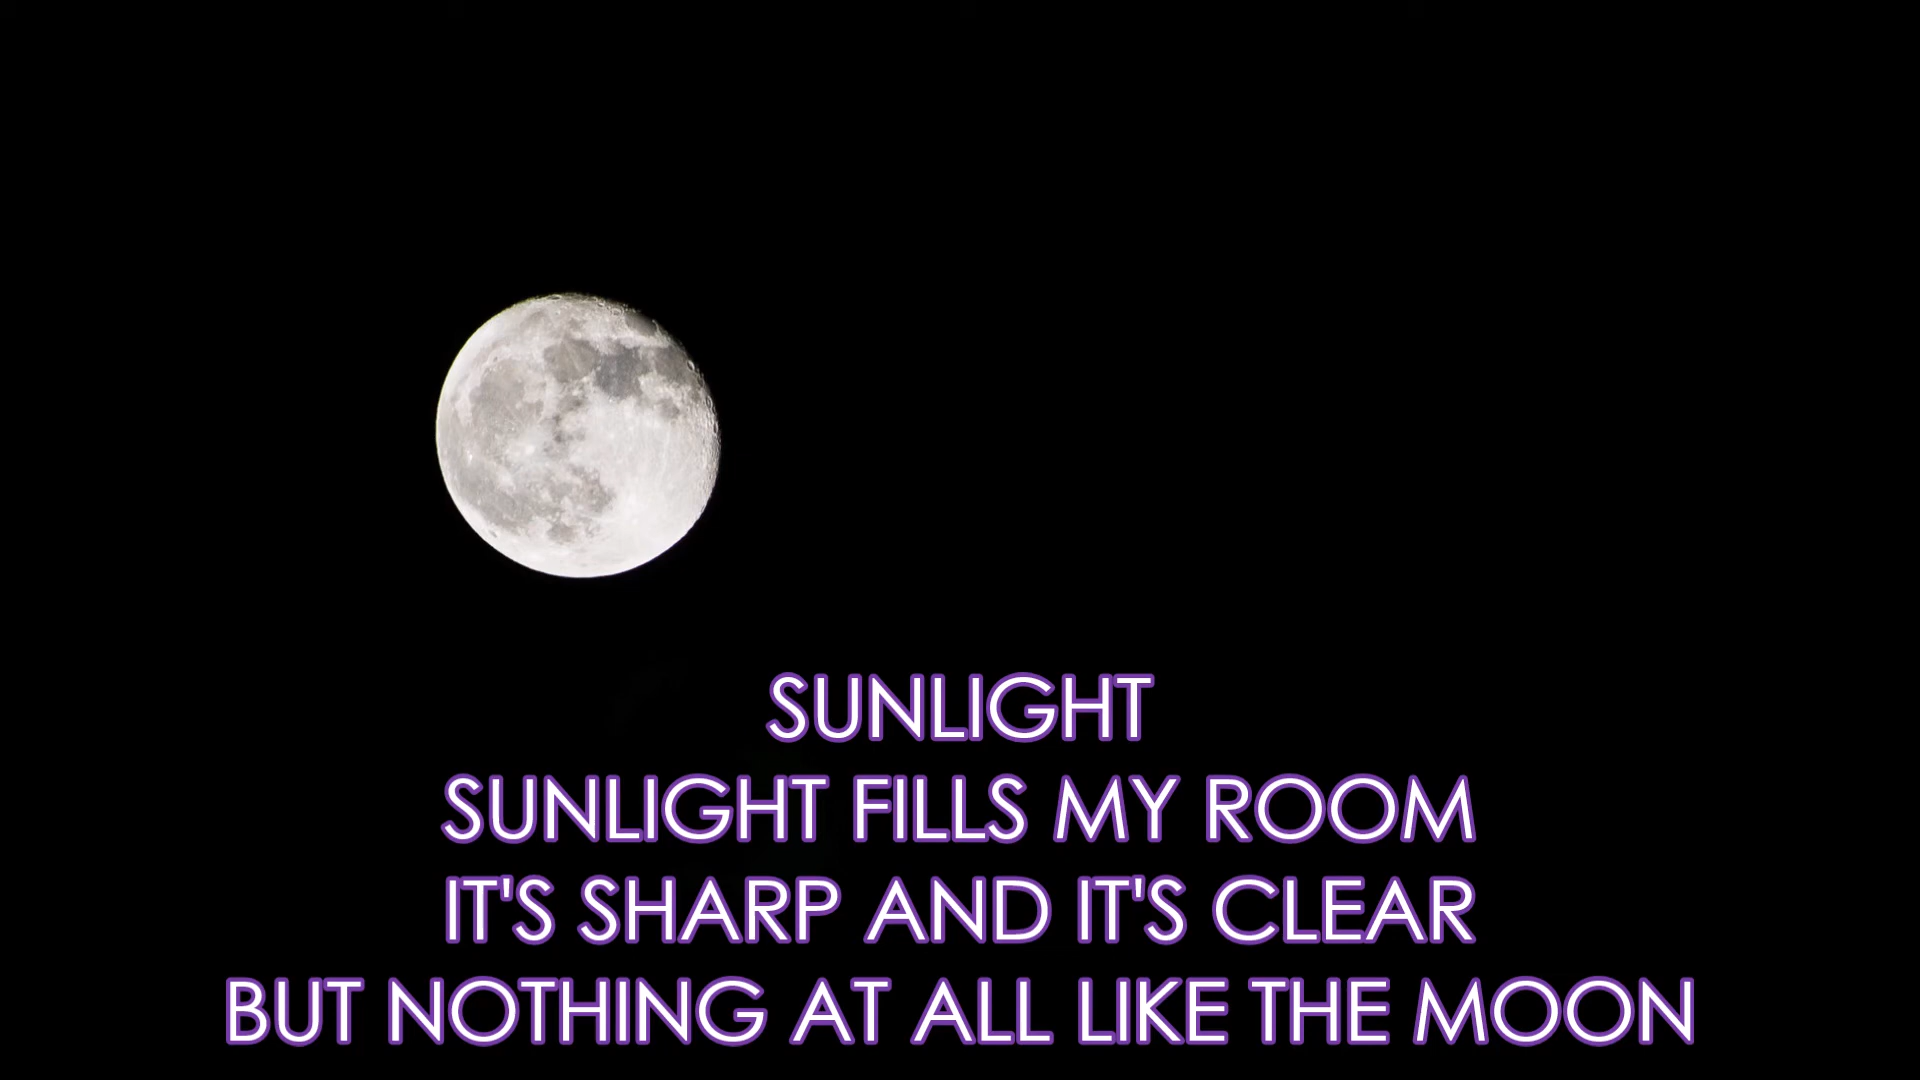 SUNLIGHT
SUNLIGHT FILLS MY ROOM
IT'S SHARP AND IT'S CLEAR
BUT NOTHING AT ALL LIKE THE MOON